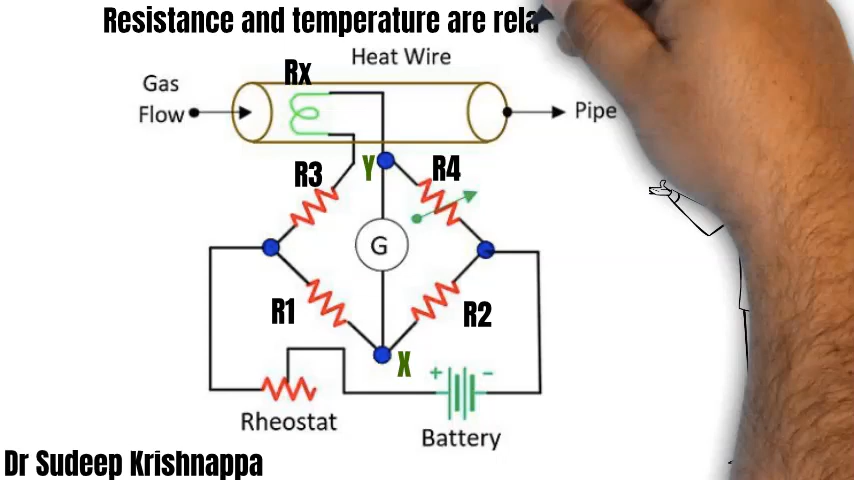 Resistance and temperature are rela
Heat Wire
Gas
Flow
Rx
Pipe
Y
R3
R4
G
R1
R2
X
+ -
Rheostat
Battery
Dr Sudeep Krishnappa